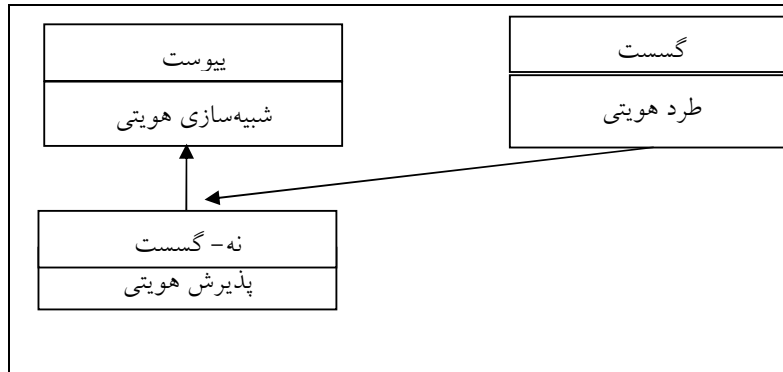 گسست
طرد هویتی
پیوست
شبیه‌سازی هویتی
نه- گسست
پذیرش هویتی